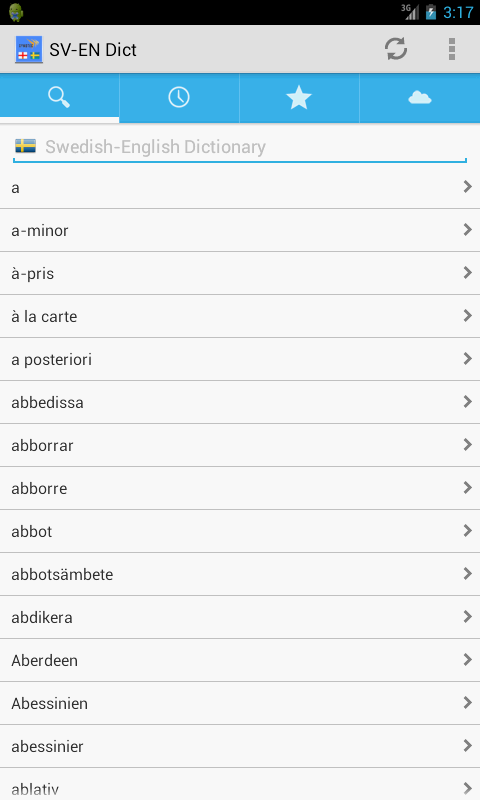 3G
3:17
SV-EN Dict
Swedish-English Dictionary
a
a-minor
à-pris
à la carte
a posteriori
abbedissa
abborrar
abborre
abbot
abbotsämbete
abdikera
Aberdeen
Abessinien
abessinier
ablativ